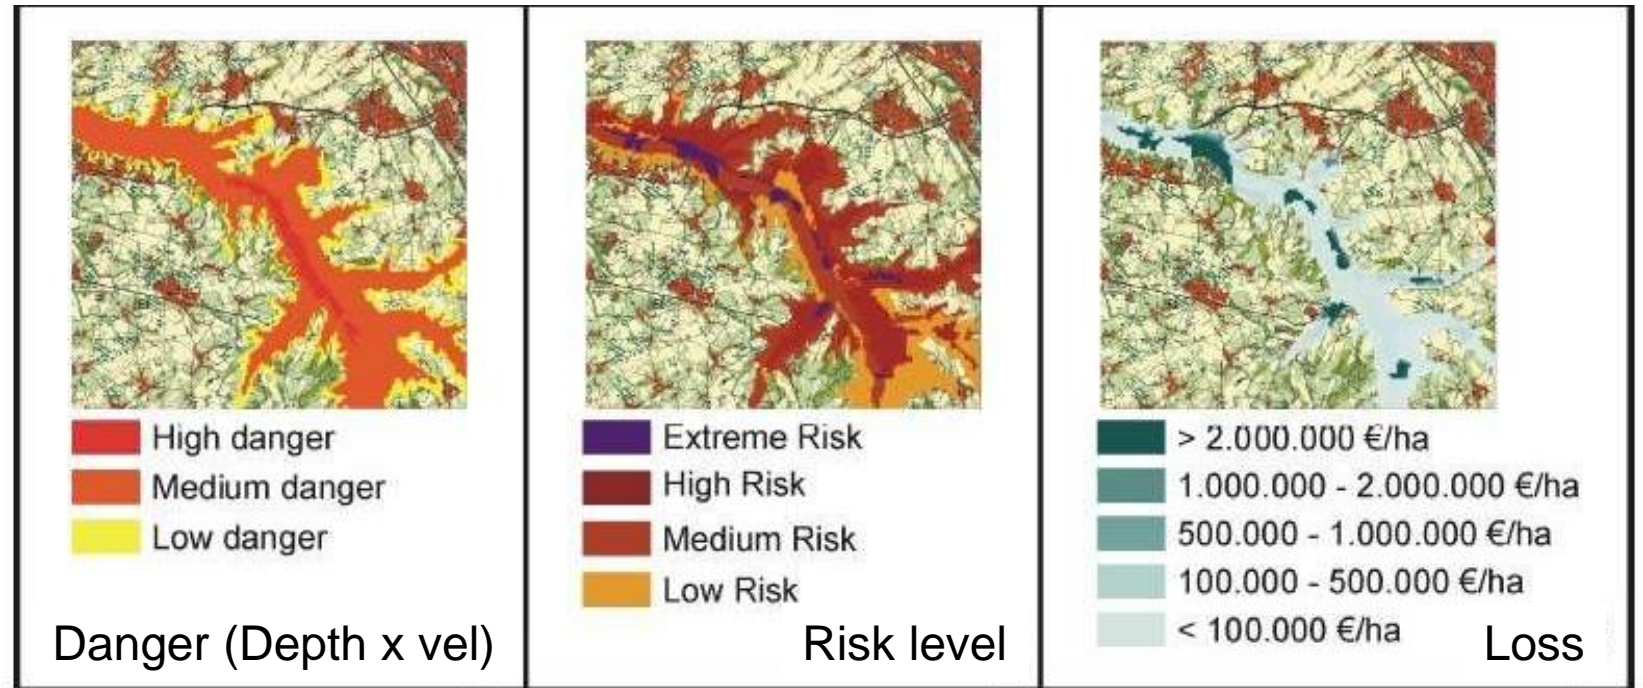 High danger
Medium danger
Low danger
Danger (Depth x vel)
Extreme Risk
High Risk
Medium Risk
Low Risk
Risk level
> 2.000.000 €/ha
1.000.000 - 2.000.000 €/ha
500.000 - 1.000.000 €/ha
100.000 - 500.000 €/ha
< 100.000 €/ha
Loss